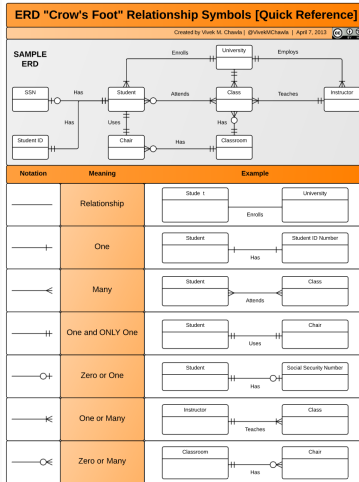 ERD "Crow's Foot" Relationship Symbols [Quick Reference]
Created by Vivek M. Chawla | @VivekMChawla | April 7, 2013
SAMPLE
ERD
Enrolls
University
Employs
SSN
Has
Student
Attends
Class
Teaches
Instructor
Has
Uses
Has
Student ID
Chair
Has
Classroom
Notation
Meaning
Example
Relationship
Stude t
University
Enrolls
One
Student
Student ID Number
Has
Many
Student
Class
Attends
One and ONLY One
Student
Chair
Uses
Zero or One
Student
Social Security Number
Has
One or Many
Instructor
Class
Teaches
Zero or Many
Classroom
Chair
Has